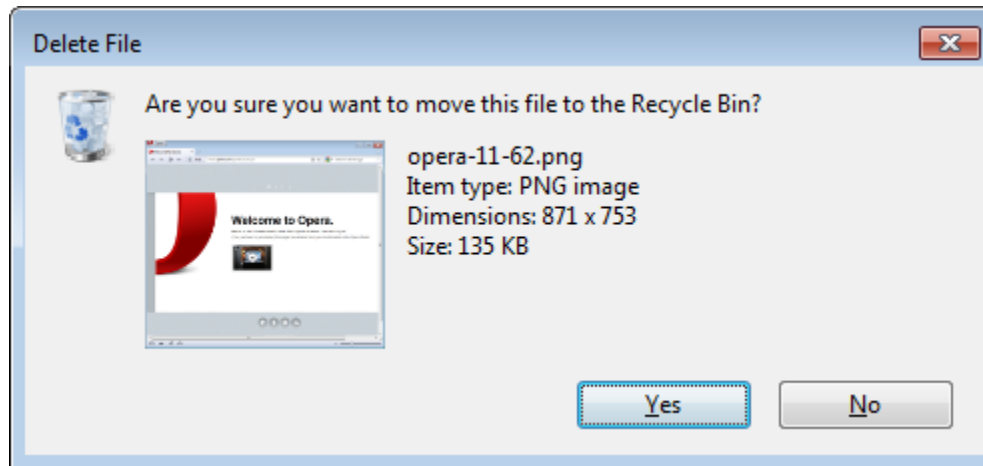 Delete File
Are you sure you want to move this file to the Recycle Bin?
opera-11-62.png
Item type: PNG image
Dimensions: 871 x 753
Size: 135 KB
Welcome to Opera.
Yes
No